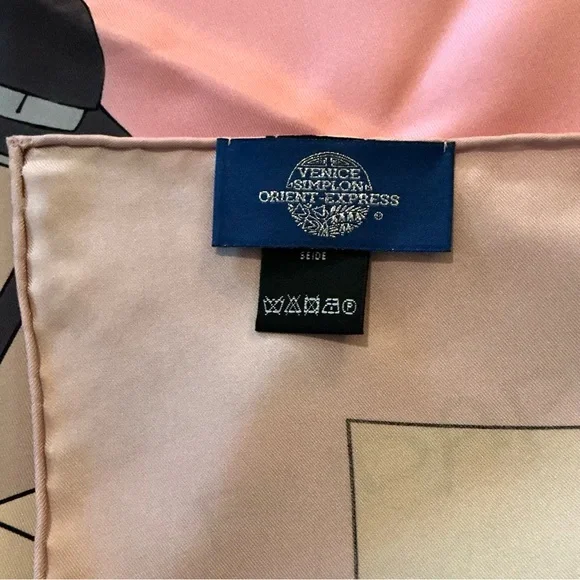 VENICE
SIMPLON
ORIENT-EXPRESS
SEIDE
P